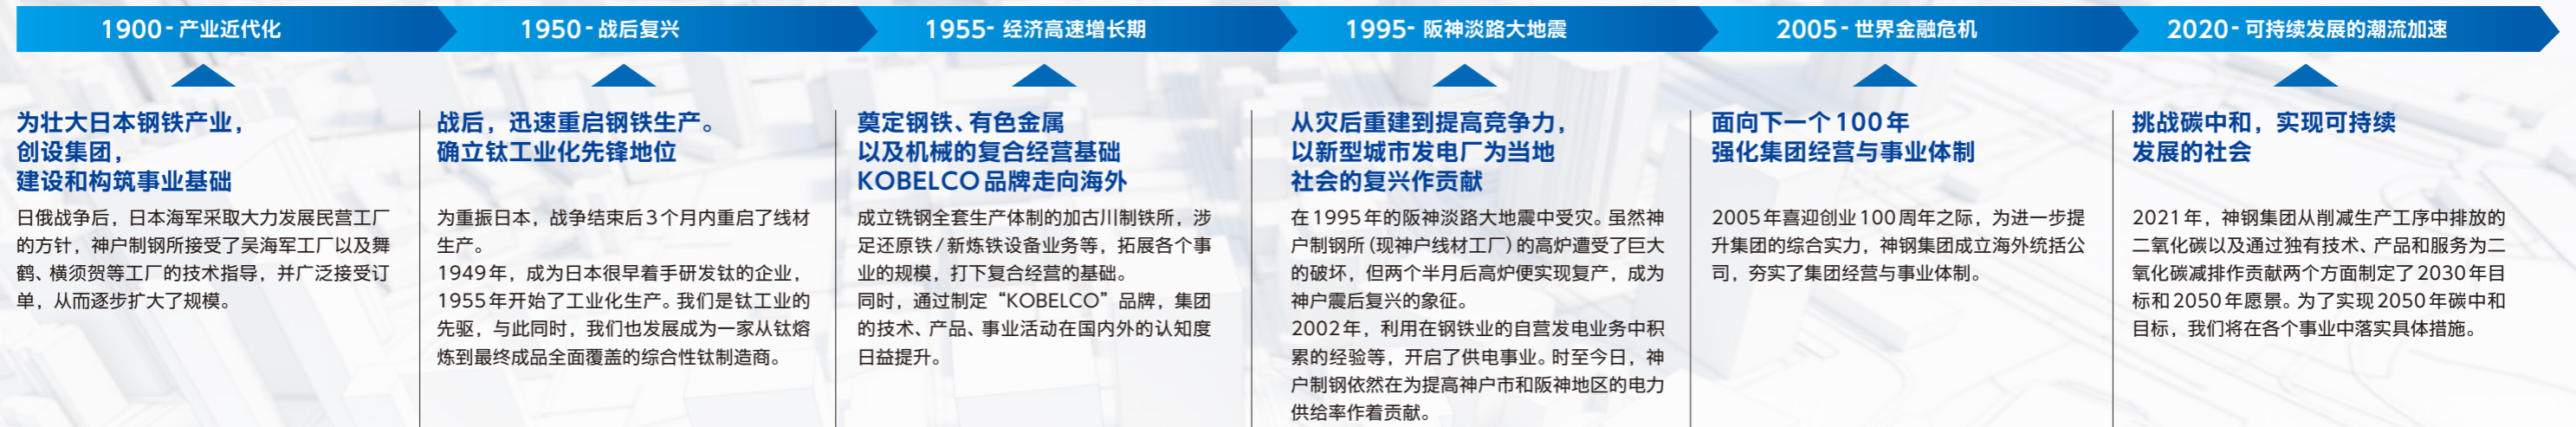 1900- 产业近代化
1950- 战后复兴
1955- 经济高速增长期
1995- 阪神淡路大地震
2005- 世界金融危机
2020- 可持续发展的潮流加速
为壮大日本钢铁产业，
创设集团，
建设和构筑事业基础
日俄战争后，日本海军采取大力发展民营工厂
的方针，神户制钢所接受了吴海军工厂以及舞
鹤、横须贺等工厂的技术指导，并广泛接受订
单，从而逐步扩大了规模。
战后，迅速重启钢铁生产。
确立钛工业化先锋地位
为重振日本，战争结束后3个月内重启了线材
生产。
1949年，成为日本很早着手研发钛的企业，
1955年开始了工业化生产。我们是钛工业的
先驱，与此同时，我们也发展成为一家从钛熔
炼到最终成品全面覆盖的综合性钛制造商。
奠定钢铁、有色金属
以及机械的复合经营基础
KOBELCO品牌走向海外
成立铣钢全套生产体制的加古川制铁所，涉
足还原铁/新炼铁设备业务等，拓展各个事
业的规模，打下复合经营的基础。
同时，通过制定“KOBELCO”品牌，集团
的技术、产品、事业活动在国内外的认知度
日益提升。
从灾后重建到提高竞争力，
以新型城市发电厂为当地
社会的复兴作贡献
在1995年的阪神淡路大地震中受灾。虽然神
户制钢所（现神户线材工厂）的高炉遭受了巨大
的破坏，但两个半月后高炉便实现复产，成为
神户震后复兴的象征。
2002年，利用在钢铁业的自营发电业务中积
累的经验等，开启了供电事业。时至今日，神
户制钢依然在为提高神户市和阪神地区的电力
供给率作着贡献。
面向下一个100年
强化集团经营与事业体制
2005年喜迎创业100周年之际，为进一步提
升集团的综合实力，神钢集团成立海外统括公
司，夯实了集团经营与事业体制。
挑战碳中和，实现可持续
发展的社会
2021年，神钢集团从削减生产工序中排放的
二氧化碳以及通过独有技术、产品和服务为二
氧化碳减排作贡献两个方面制定了2030年目
标和2050年愿景。为了实现2050年碳中和
目标，我们将在各个事业中落实具体措施。